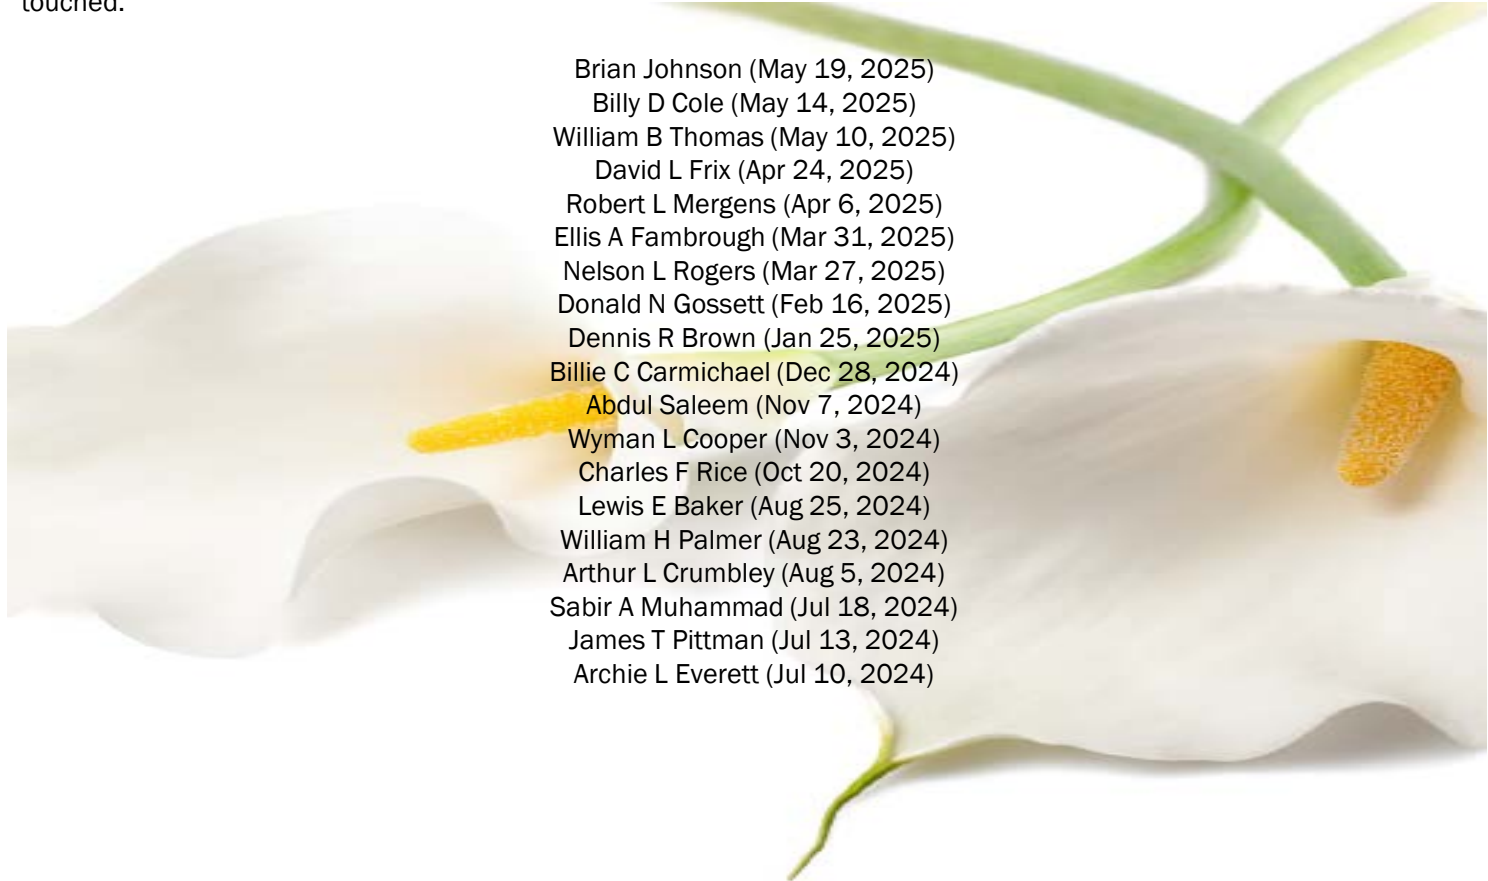 touched.
Brian Johnson (May 19, 2025)
Billy D Cole (May 14, 2025)
William B Thomas (May 10, 2025)
David L Frix (Apr 24, 2025)
Robert L Mergens (Apr 6, 2025)
Ellis A Fambrough (Mar 31, 2025)
Nelson L Rogers (Mar 27, 2025)
Donald N Gossett (Feb 16, 2025)
Dennis R Brown (Jan 25, 2025)
Billie C Carmichael (Dec 28, 2024)
Abdul Saleem (Nov 7, 2024)
Wyman L Cooper (Nov 3, 2024)
Charles F Rice (Oct 20, 2024)
Lewis E Baker (Aug 25, 2024)
William H Palmer (Aug 23, 2024)
Arthur L Crumbley (Aug 5, 2024)
Sabir A Muhammad (Jul 18, 2024)
James T Pittman (Jul 13, 2024)
Archie L Everett (Jul 10, 2024)